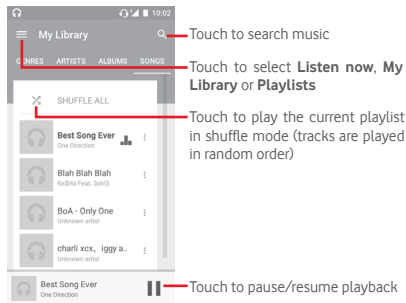 10:02
My Library
GENRES ARTISTS ALBUMS SONGS
SHUFFLE ALL
Best Song Ever
One Direction
Blah Blah Blah
Ke$Ha Feat. 3oh!3
BoA - Only One
Unknown artist
charli xcx、iggy a..
Unknown artist
Best Song Ever
One Direction
Touch to search music
Touch to select Listen now, My
Library or Playlists
Touch to play the current playlist
in shuffle mode (tracks are played
in random order)
Touch to pause/resume playback